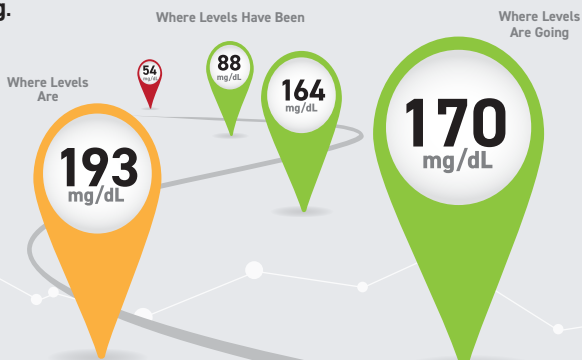 g.
Where Levels Have Been
Where Levels
Are Going
Where Levels
Are
54
mg/dL
88
mg/dL
164
mg/dL
170
mg/dL
193
mg/dL